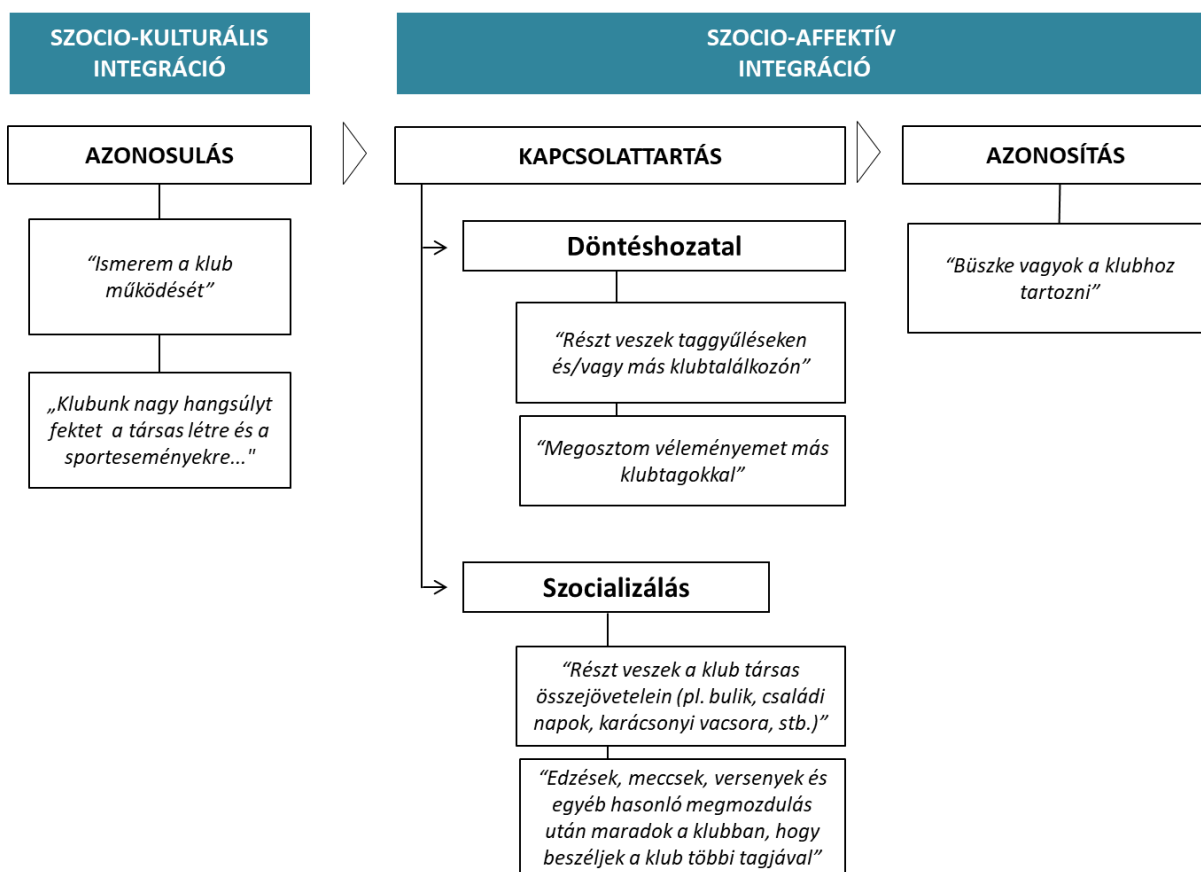 SZOCIO-KULTURÁLIS
INTEGRÁCIÓ
SZOCIO-AFFEKTÍV
INTEGRÁCIÓ
AZONOSULÁS
KAPCSOLATTARTÁS
AZONOSÍTÁS
“Ismerem a klub
működését”
„Klubunk nagy hangsúlyt
fektet a társas létre és a
sporteseményekre..."
Döntéshozatal
“Részt veszek taggyűléseken
és/vagy más klubtalálkozón”
“Megosztom véleményemet más
klubtagokkal”
Szocializálás
“Részt veszek a klub társas
összejövetelein (pl. bulik, családi
napok, karácsonyi vacsora, stb.)”
“Edzések, meccsek, versenyek és
egyéb hasonló megmozdulás
után maradok a klubban, hogy
beszéljek a klub többi tagjával”
“Büszke vagyok a klubhoz
tartozni”